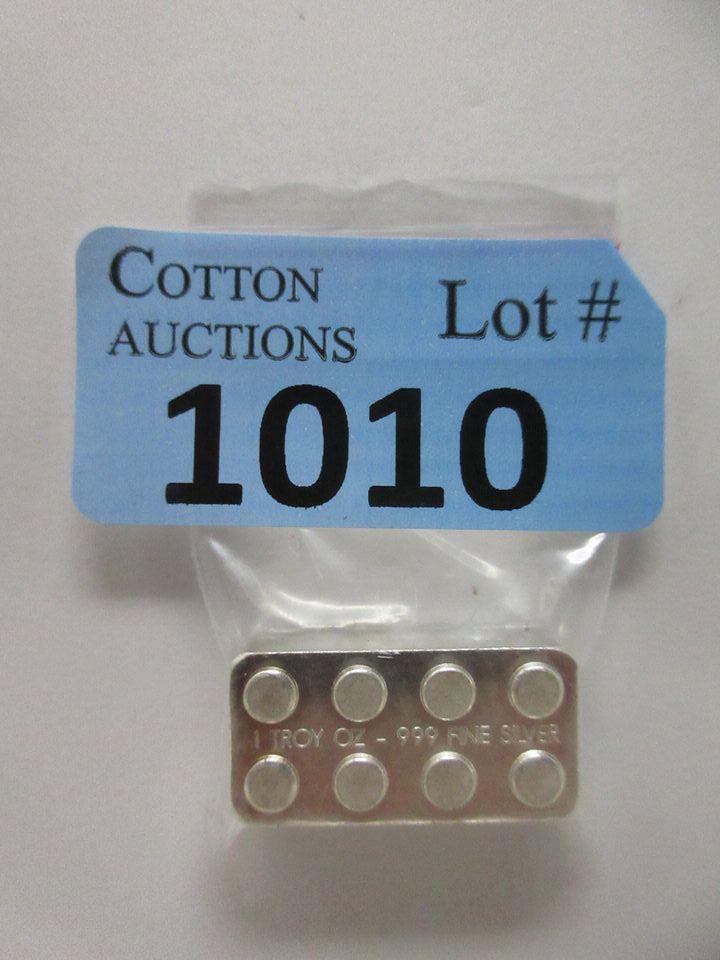 COTTON
AUCTIONS
Lot #
1010
1 TROY OZ - 999 FINE SILVER